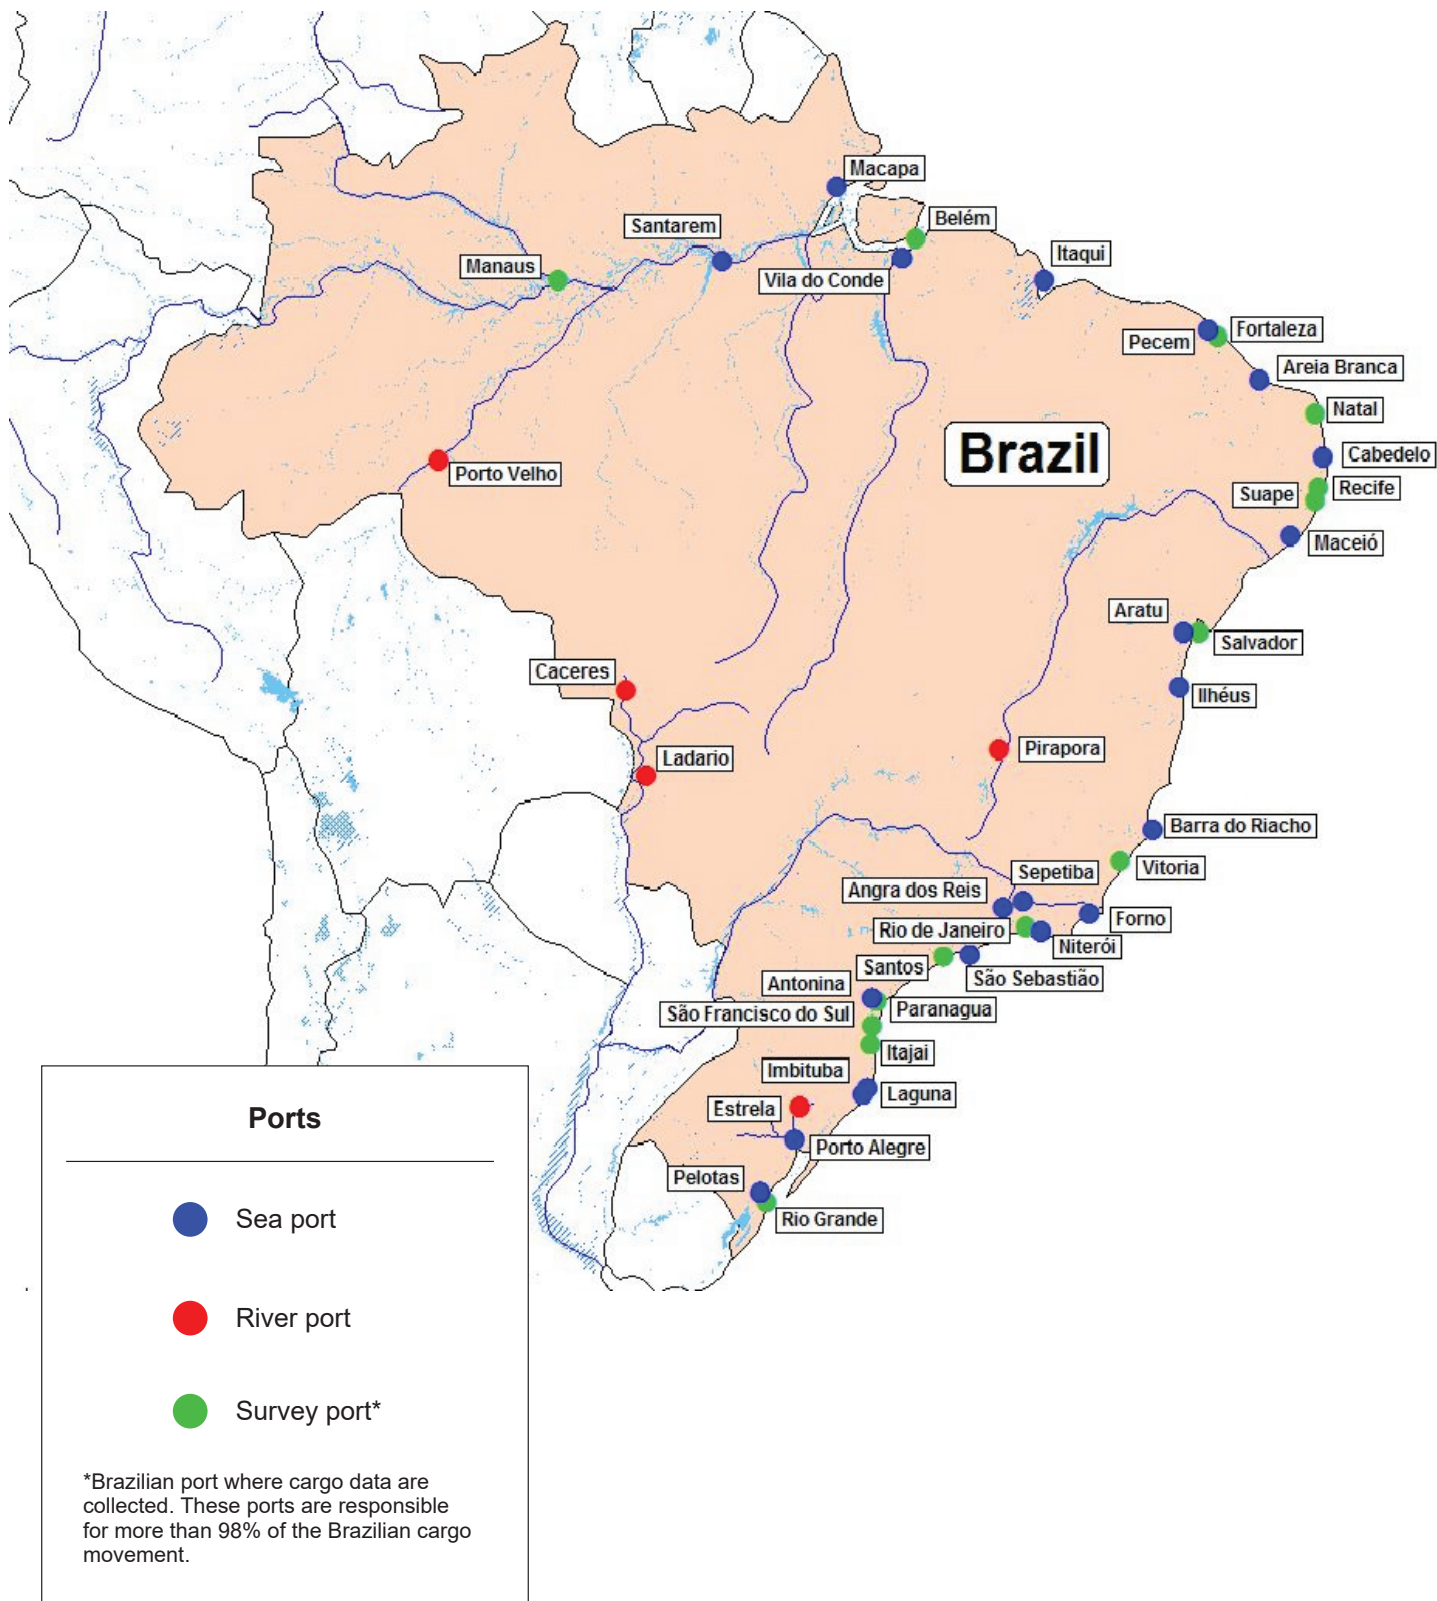 Macapa
Belém
Santarem
Itaqui
Manaus
Vila do Conde
Fortaleza
Pecem
Areia Branca
Natal
Brazil
Cabedelo
Porto Velho
Recife
Suape
Maceió
Aratu
Salvador
Caceres
Ilhéus
Pirapora
Ladario
Barra do Riacho
Vitoria
Sepetiba
Angra dos Reis
Forno
Rio de Janeiro
Niterói
Santos
São Sebastião
Antonina
Paranagua
São Francisco do Sul
Itajai
Imbituba
Laguna
Estrela
Porto Alegre
Pelotas
Rio Grande
Ports
Sea port
River port
Survey port*
*Brazilian port where cargo data are
collected. These ports are responsible
for more than 98% of the Brazilian cargo
movement.